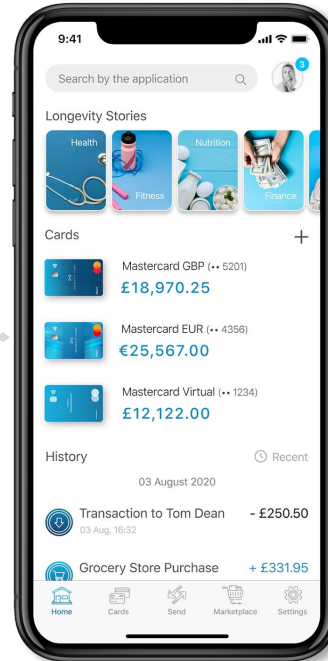 9:41
3
Search by the application
Longevity Stories
Health
Fitness
Nutrition
Finance
Cards
Mastercard GBP (•• 5201)
£18,970.25
Mastercard EUR (•• 4356)
€25,567.00
Mastercard Virtual (•• 1234)
£12,122.00
History
Recent
03 August 2020
Transaction to Tom Dean - £250.50
03 Aug, 16:32
Grocery Store Purchase + £331.95
Home Cards Send Marketplace Settings